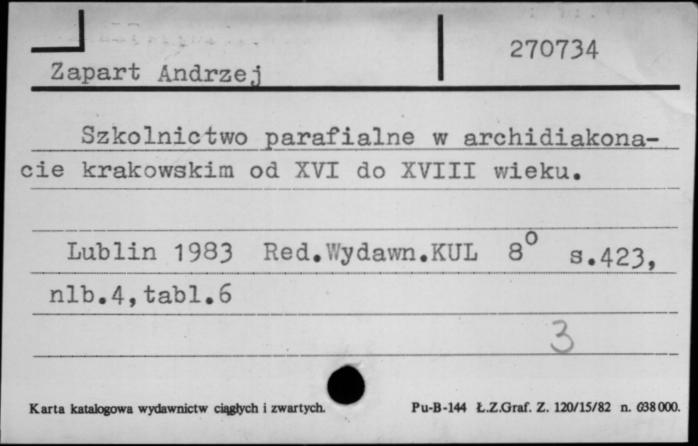 270734
Zapart Andrzej
Szkolnictwo parafialne w archidiakona-
cie krakowskim od XVI do XVIII wieku.
Lublin 1983 Red.Wydawn.KUL 8° s.423,
nlb.4,tabl.6
3
Karta katalogowa wydawnictw ciągłych i zwartych. Pu-B-144 Ł.Z.Graf. Z. 120/15/82 n. 638000.